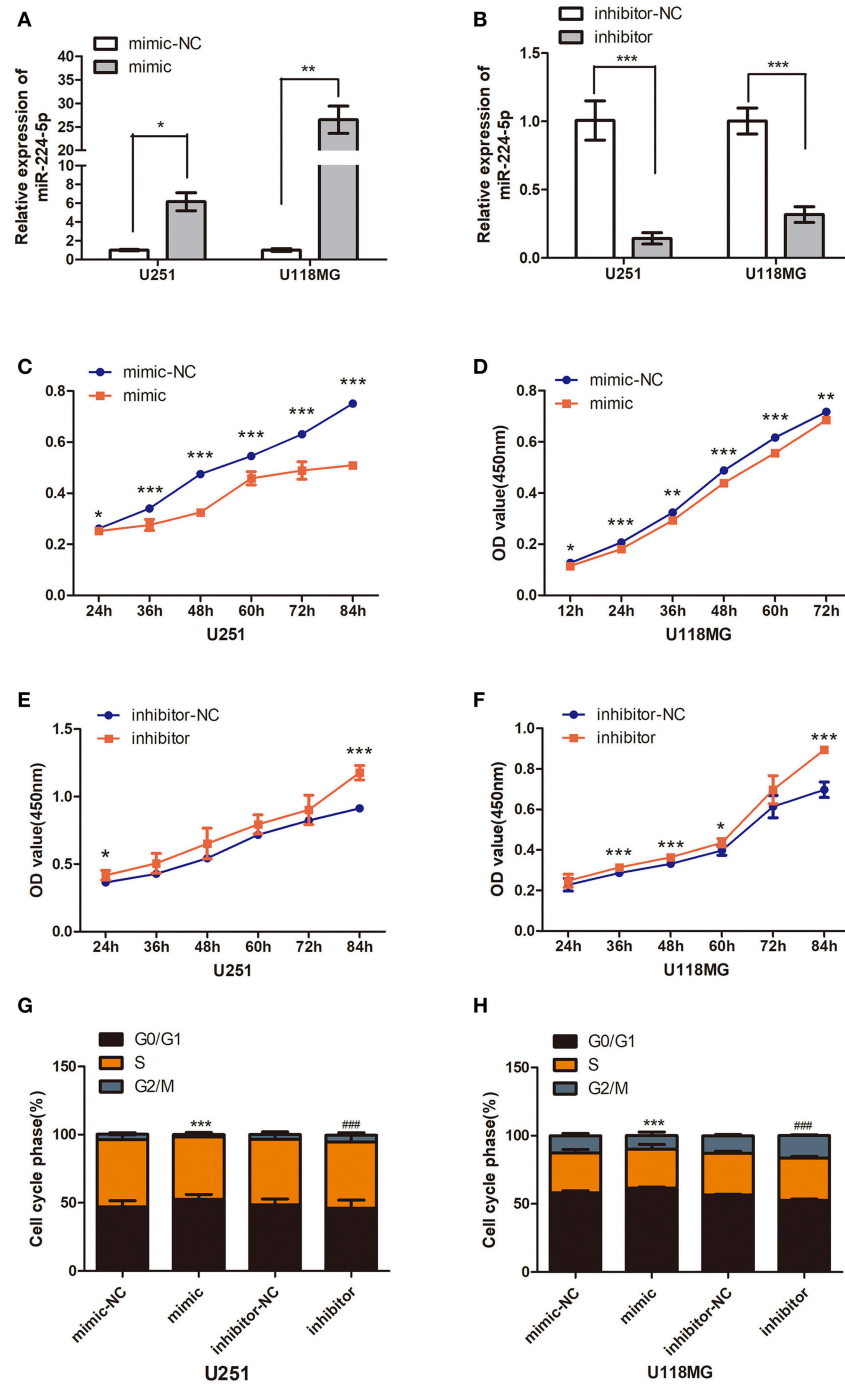 A
mimic-NC
mimic
Relative expression of
miR-224-5p
40
35
30
25
20
8
6
4
2
0
*
**
U251
U118MG
B
inhibitor-NC
inhibitor
Relative expression of
miR-224-5p
1.5
1.0
0.5
0.0
***
***
U251
U118MG
C
mimic-NC
mimic
OD value(450nm)
0.8
0.6
0.4
0.2
0.0
*
***
***
***
***
***
24h 36h 48h 60h 72h 84h
U251
D
mimic-NC
mimic
OD value(450nm)
0.8
0.6
0.4
0.2
0.0
*
***
**
***
***
**
12h 24h 36h 48h 60h 72h
U118MG
E
inhibitor-NC
inhibitor
OD value(450nm)
1.5
1.0
0.5
0.0
*
***
24h 36h 48h 60h 72h 84h
U251
F
inhibitor-NC
inhibitor
OD value(450nm)
1.0
0.8
0.6
0.4
0.2
0.0
***
***
*
***
24h 36h 48h 60h 72h 84h
U118MG
G
G0/G1
S
G2/M
Cell cycle phase(%)
150
100
50
0
***
###
mimic-NC
mimic
inhibitor-NC
inhibitor
U251
H
G0/G1
S
G2/M
Cell cycle phase(%)
150
100
50
0
***
###
mimic-NC
mimic
inhibitor-NC
inhibitor
U118MG